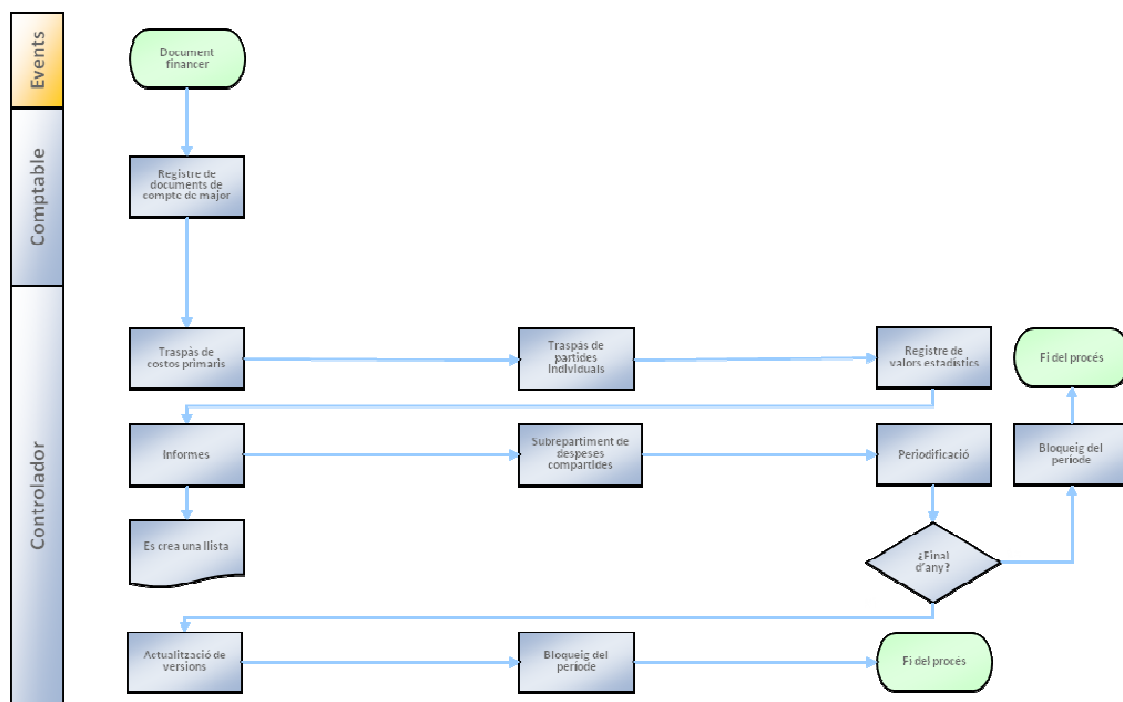 Events
Document
financer
Comptable
Registre de
documents de
compte de major
Controlador
Traspàs de
costos primaris
Traspàs de
partides
individuals
Registre de
valors estadístics
Fi del procés
Informes
Subrepartiment de
despeses
compartides
Periodificació
Bloqueig del
període
Es crea una llista
¿Final
d'any?
Actualització de
versions
Bloqueig del
període
Fi del procés